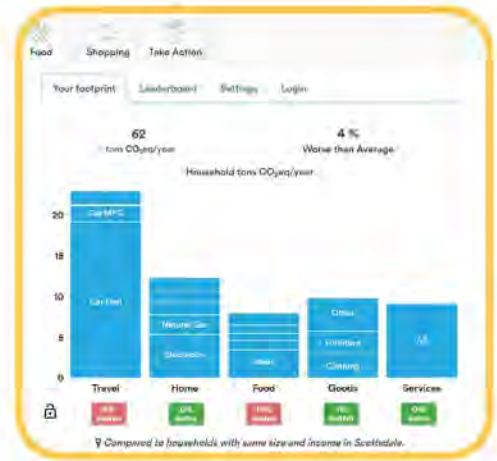 Food Shopping Take Action
Your footprint Leaderboard Settings Login
62
tons CO₂eq/year
4 %
Worse than Average
Household tons CO₂eq/year
20
15
10
5
0
Car MFG
Car Fuel
Natural Gas
Electricity
Meat
Other
Furniture
Clothing
All
Travel Home Food Goods Services
Compared to households with same size and income in Scottsdale.